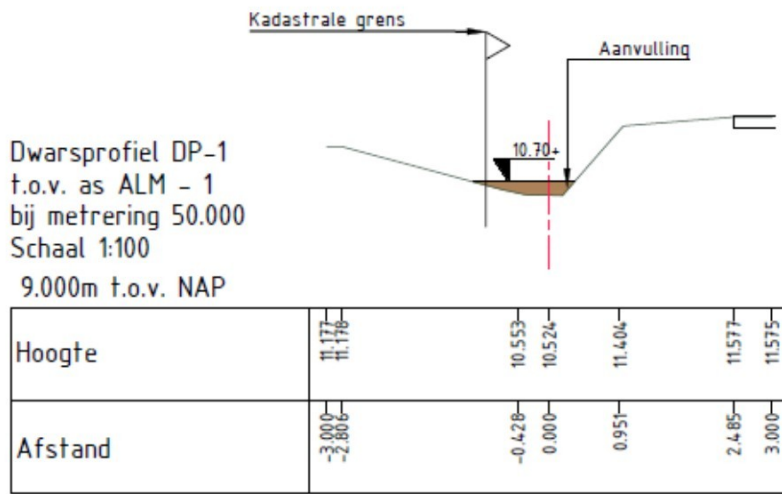 Kadastrale grens
Aanvulling
10.70+
Dwarsprofiel DP-1
t.o.v. as ALM - 1
bij metrering 50.000
Schaal 1:100
9.000m t.o.v. NAP
Hoogte
11.177
11.178
10.553
10.524
11.404
11.577
11.575
Afstand
-3.000
-2.806
-0.428
0.000
0.951
2.485
3.000